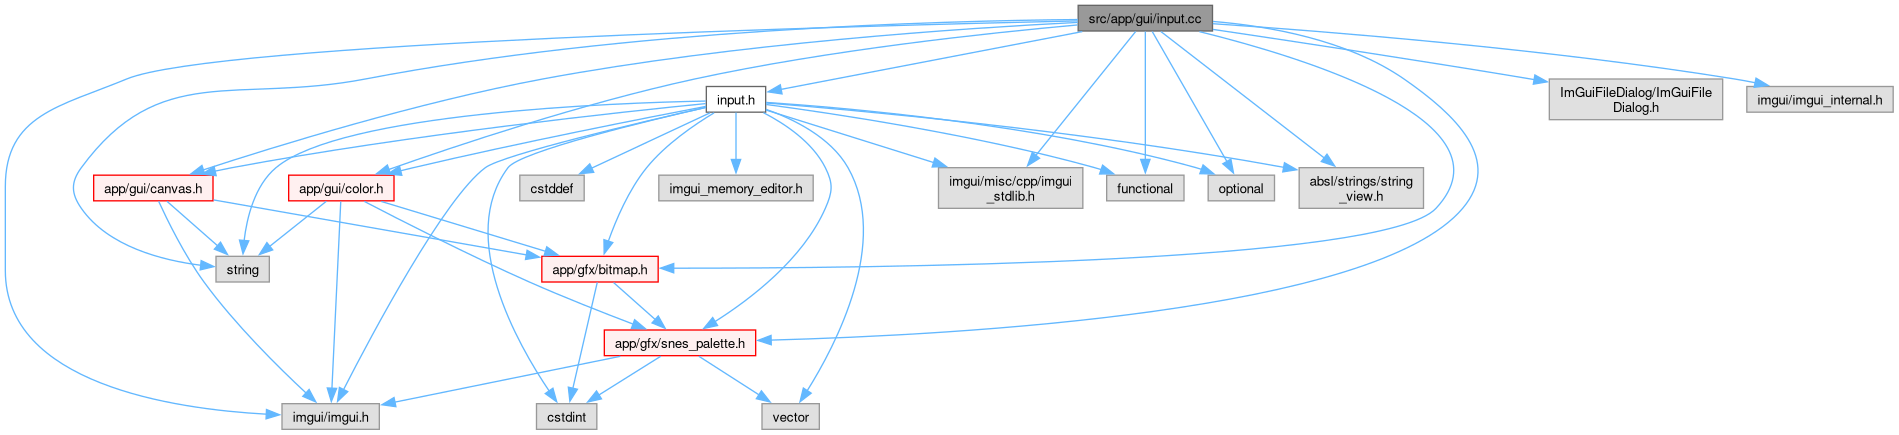 src/app/gui/input.cc
ImGuiFileDialog/ImGuiFile
Dialog.h
imgui/imgui_internal.h
input.h
app/gui/canvas.h
app/gui/color.h
cstddef
imgui_memory_editor.h
imgui/misc/cpp/imgui
_stdlib.h
functional
optional
absl/strings/string
_view.h
string
app/gfx/bitmap.h
app/gfx/snes_palette.h
imgui/imgui.h
cstdint
vector